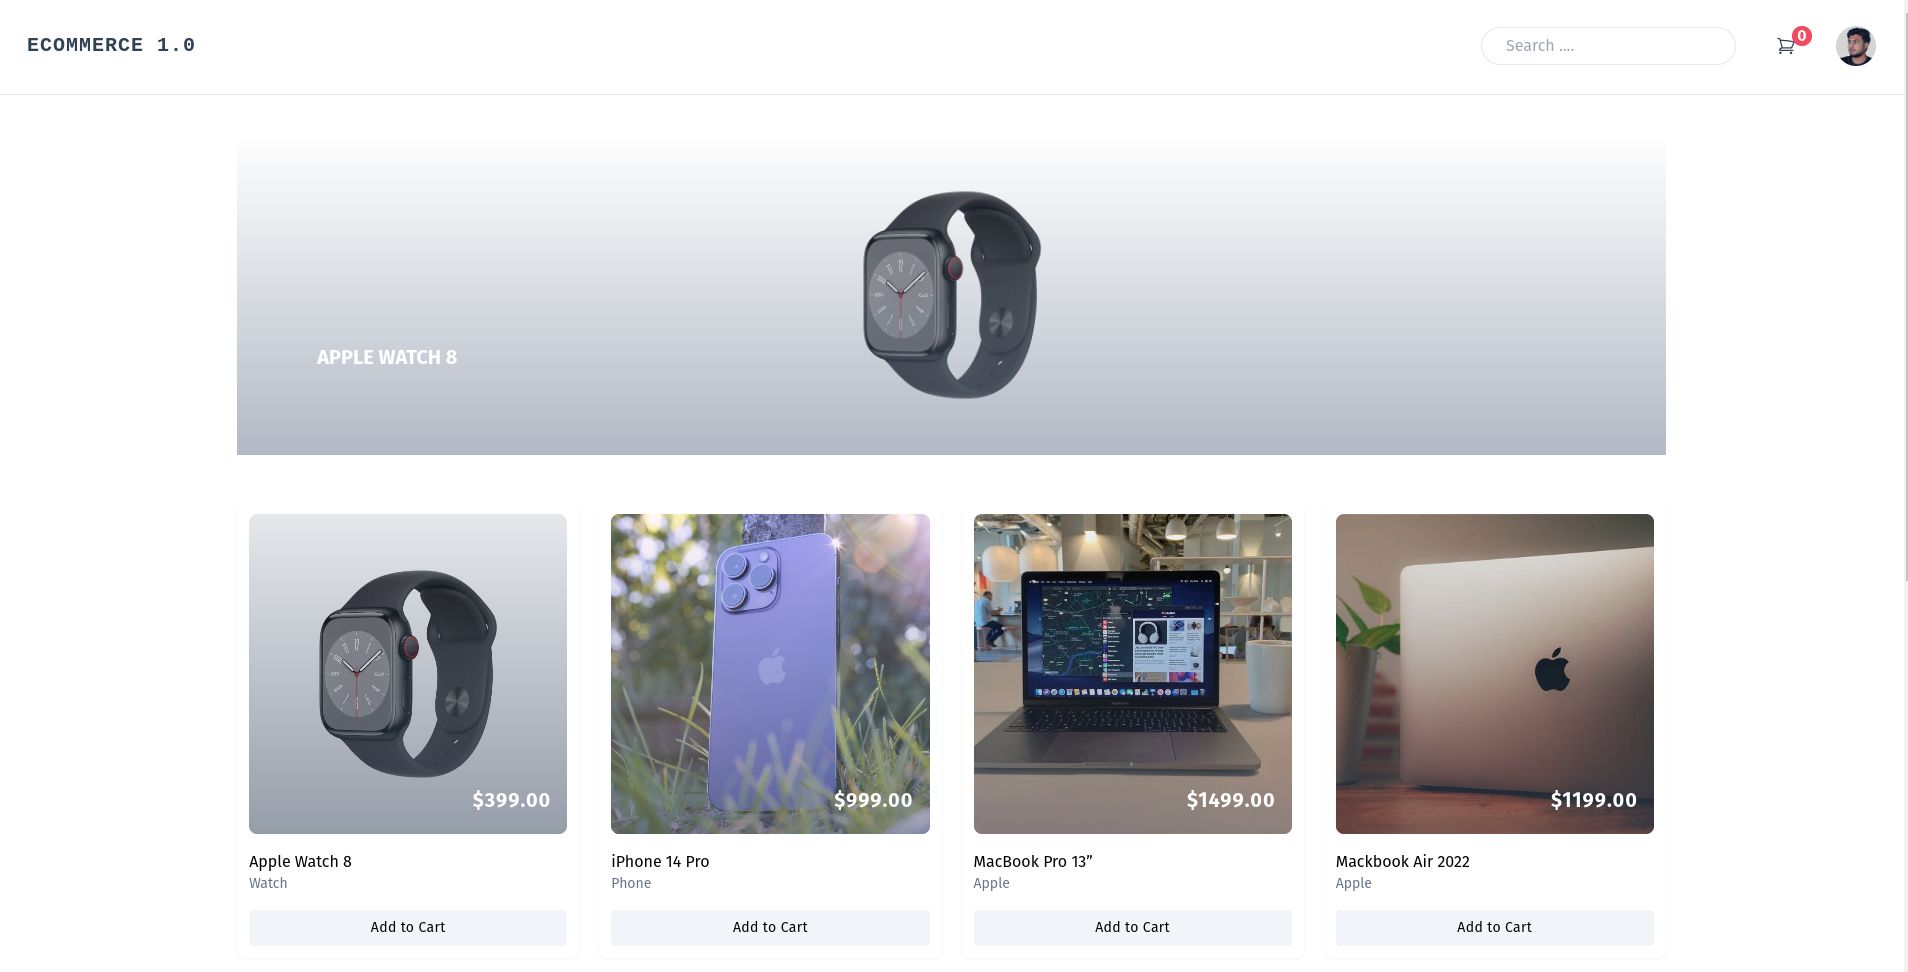 ECOMMERCE 1.0
Search ....
0
APPLE WATCH 8
$399.00
$999.00
$1499.00
$1199.00
Apple Watch 8
Watch
Add to Cart
iPhone 14 Pro
Phone
Add to Cart
MacBook Pro 13”
Apple
Add to Cart
Mackbook Air 2022
Apple
Add to Cart